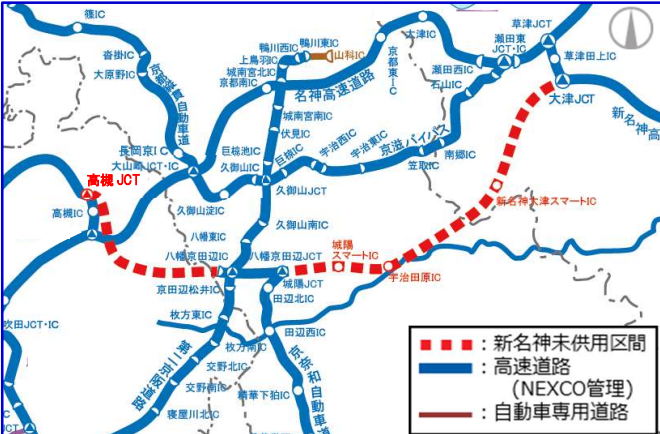 篠IC
沓掛IC
大原野IC
京都縦貫自動車道
長岡京IC
大山崎JCT・IC
高槻JCT
高槻IC
鴨川西IC
鴨川東IC
山科IC
上鳥羽IC
城南宮北IC
京都南IC
名神高速道路
京都東IC
大津IC
瀬田東
JCT・IC
瀬田西IC
石山IC
草津JCT
草津田上IC
大津JCT
新名神高
城南宮南IC
伏見IC
巨椋池IC
巨椋IC
宇治西IC
宇治東IC
京滋バイパス
笠取IC
南郷IC
久御山IC
久御山JCT
久御山淀IC
久御山南IC
新名神大津スマートIC
八幡東IC
八幡京田辺IC
八幡京田辺JCT
城陽
スマートIC
宇治田原IC
城陽JCT
京田辺松井IC
田辺北IC
枚方東IC
田辺西IC
吹田JCT・IC
枚方南IC
第二京阪道路
交野北IC
交野南IC
寝屋川北IC
精華下狛IC
京奈和自動車道
:新名神未供用区間
:高速道路
(NEXCO管理)
:自動車専用道路